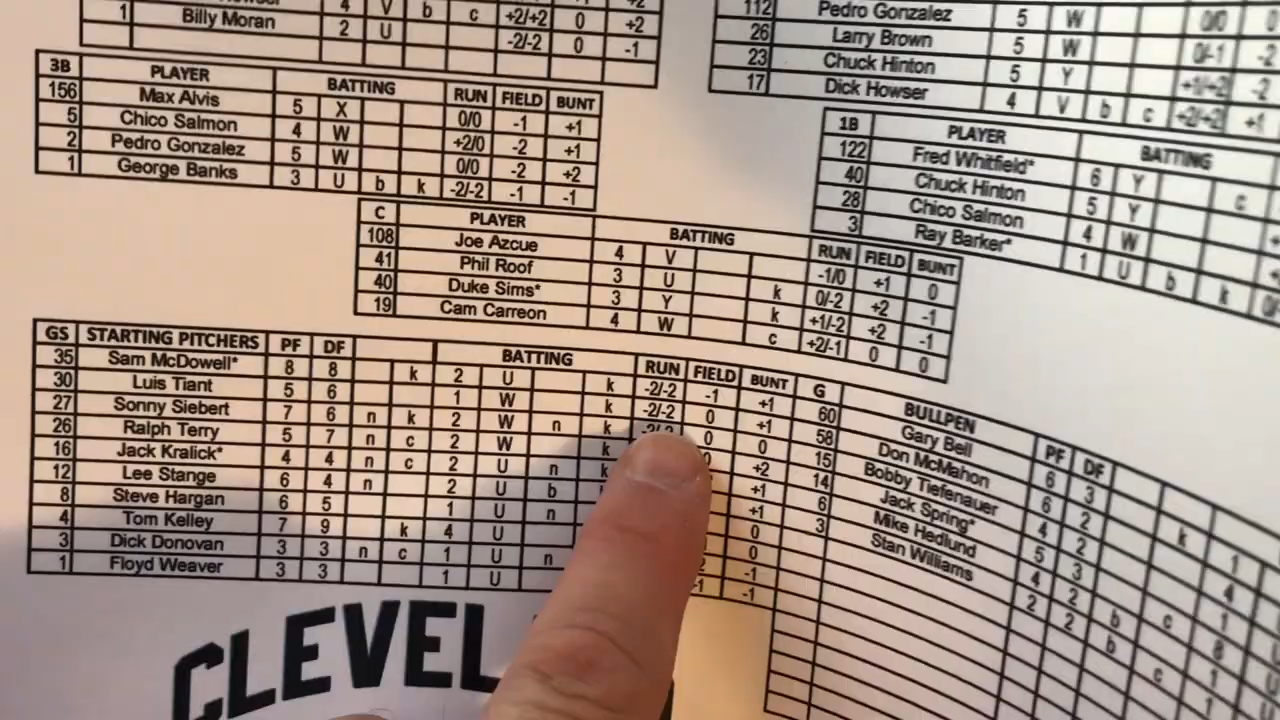 4 V b c +2/+2 0 +2
1 Billy Moran 2 U -2/-2 0 -1
112 Pedro Gonzalez 5 W 0/0
26 Larry Brown 5 W 0/-1 -2
23 Chuck Hinton 5 Y +1/+2 -2
17 Dick Howser 4 V b c +2/+2 +1
3B PLAYER BATTING RUN FIELD BUNT
156 Max Alvis 5 X 0/0 -1 +1
5 Chico Salmon 4 W +2/0 -2 +1
2 Pedro Gonzalez 5 W 0/0 -2 +2
1 George Banks 3 U b k -2/-2 -1 -1
1B PLAYER BATTING
122 Fred Whitfield* 6 Y c
40 Chuck Hinton 5 Y
28 Chico Salmon 4 W
3 Ray Barker* 1 U b k
C PLAYER BATTING RUN FIELD BUNT
108 Joe Azcue 4 V -1/0 +1 0
41 Phil Roof 3 U k 0/-2 +2 -1
40 Duke Sims* 3 Y k +1/-2 +2 -1
19 Cam Carreon 4 W c +2/-1 0 0
GS STARTING PITCHERS PF DF BATTING RUN FIELD BUNT
35 Sam McDowell* 8 8 k 2 U k -2/-2 -1 +1
30 Luis Tiant 5 6 1 W k -2/-2 0 +1
27 Sonny Siebert 7 6 n k 2 W n k 0 0
26 Ralph Terry 5 7 n c 2 W k +2
16 Jack Kralick* 4 4 n c 2 U n k +1
12 Lee Stange 6 4 n 2 U b +1
8 Steve Hargan 6 5 1 U n 0
4 Tom Kelley 7 9 k 4 U 0
3 Dick Donovan 3 3 n c 1 U n -1
1 Floyd Weaver 3 3 1 U -1
G BULLPEN PF DF
60 Gary Bell 6 3 k 1
58 Don McMahon 6 2 4
15 Bobby Tiefenauer 4 2 1
14 Jack Spring* 5 3
6 Mike Hedlund 4 2 b c
3 Stan Williams 2 2 b c
CLEVEL